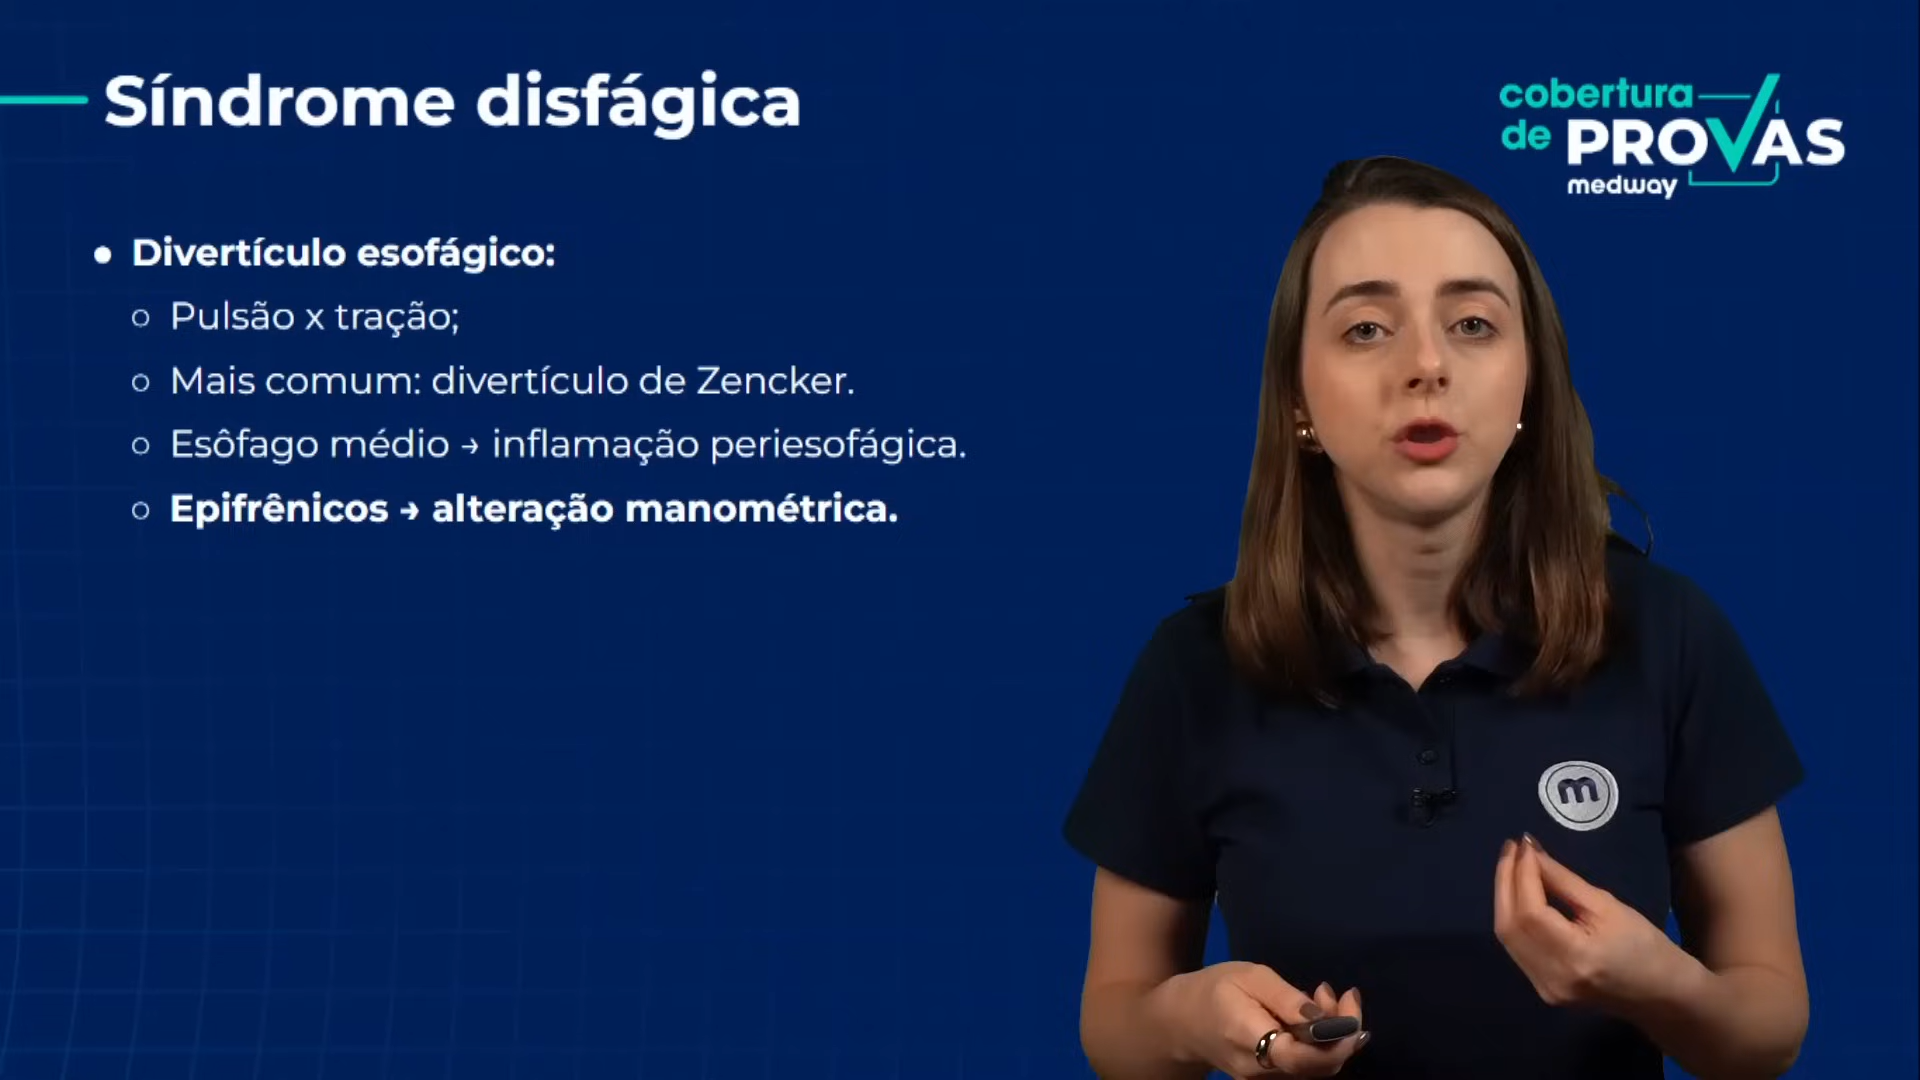 Síndrome disfágica
cobertura
de PROVAS
medway
● Divertículo esofágico:
○ Pulsão x tração;
○ Mais comum: divertículo de Zencker.
○ Esôfago médio → inflamação periesofágica.
○ Epifrênicos → alteração manométrica.
m